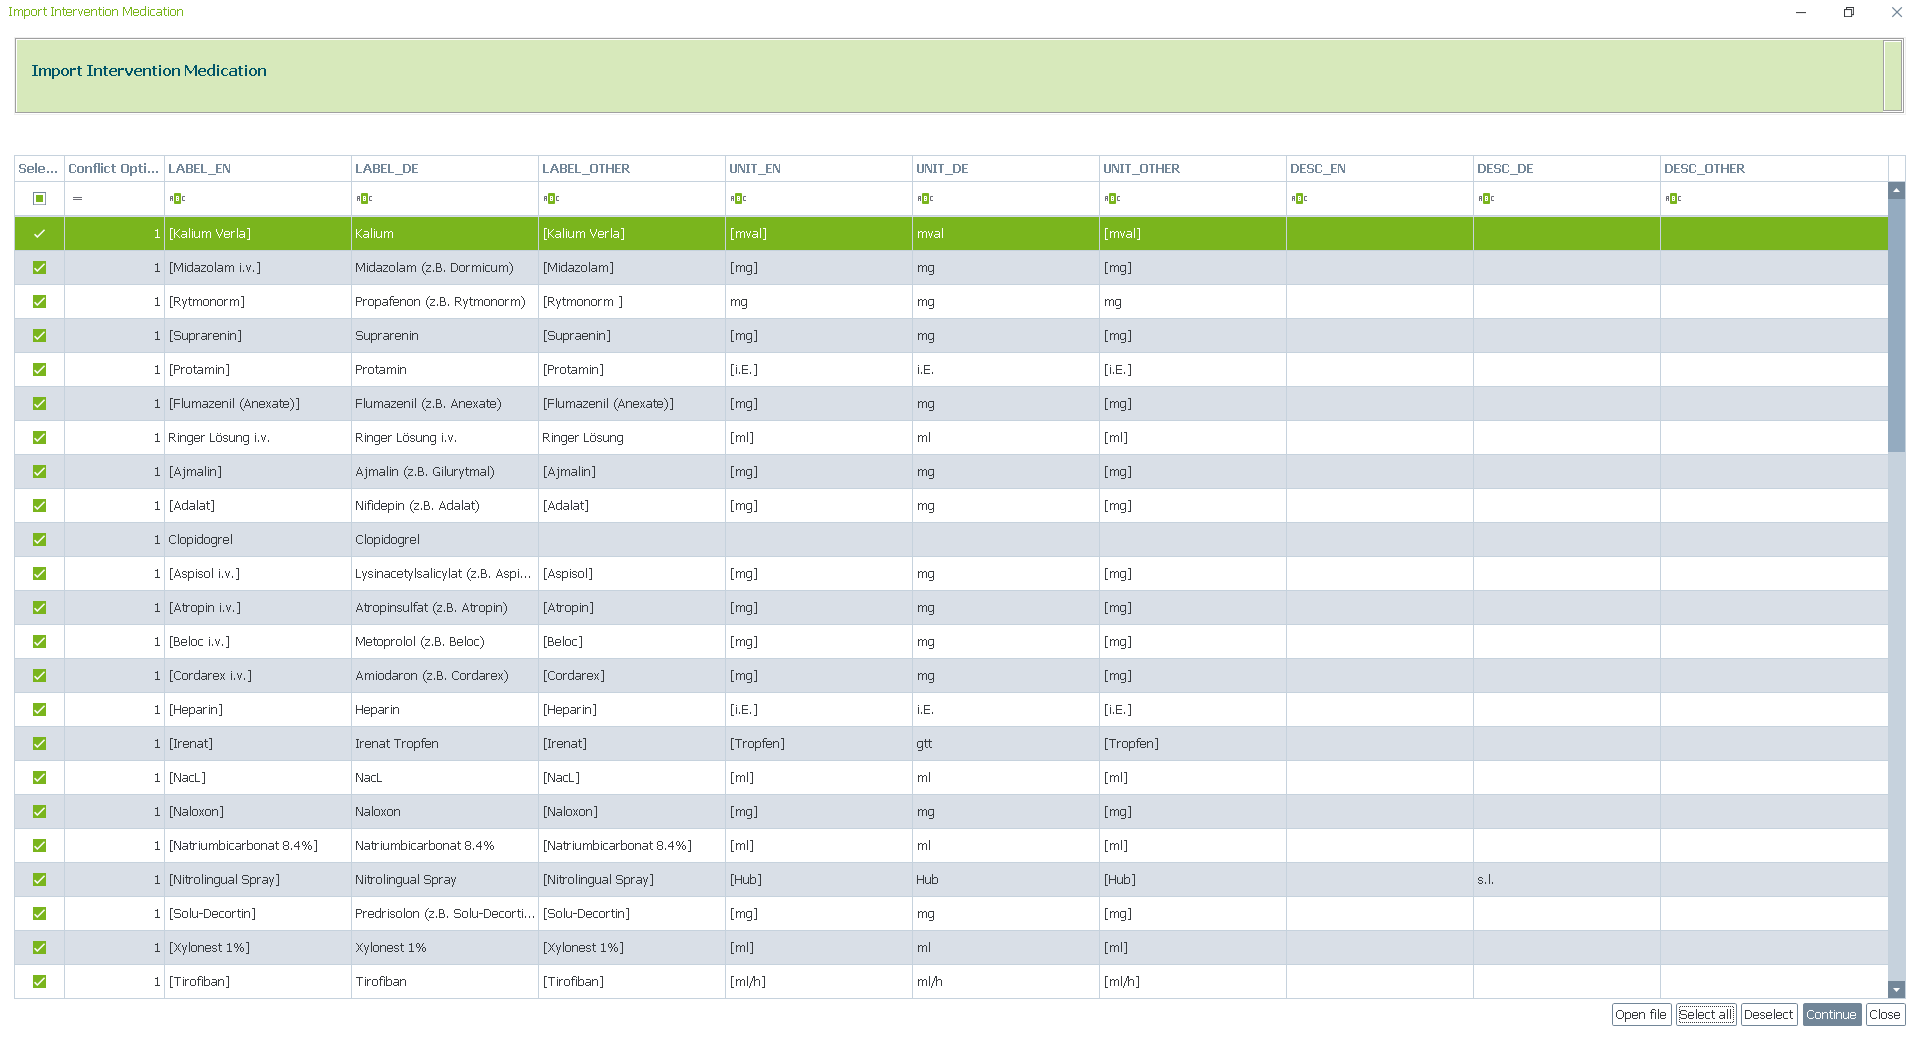 Import Intervention Medication
Import Intervention Medication
Sele... Conflict Opti... LABEL_EN LABEL_DE LABEL_OTHER UNIT_EN UNIT_DE UNIT_OTHER DESC_EN DESC_DE DESC_OTHER
= ABC ABC ABC ABC ABC ABC ABC ABC ABC
1 [Kalium Verla] Kalium [Kalium Verla] [mval] mval [mval]
1 [Midazolam i.v.] Midazolam (z.B. Dormicum) [Midazolam] [mg] mg [mg]
1 [Rytmonorm] Propafenon (z.B. Rytmonorm) [Rytmonorm ] mg mg mg
1 [Suprarenin] Suprarenin [Supraenin] [mg] mg [mg]
1 [Protamin] Protamin [Protamin] [i.E.] i.E. [i.E.]
1 [Flumazenil (Anexate)] Flumazenil (z.B. Anexate) [Flumazenil (Anexate)] [mg] mg [mg]
1 Ringer Lösung i.v. Ringer Lösung i.v. Ringer Lösung [ml] ml [ml]
1 [Ajmalin] Ajmalin (z.B. Gilurytmal) [Ajmalin] [mg] mg [mg]
1 [Adalat] Nifidepin (z.B. Adalat) [Adalat] [mg] mg [mg]
1 Clopidogrel Clopidogrel
1 [Aspisol i.v.] Lysinacetylsalicylat (z.B. Aspi... [Aspisol] [mg] mg [mg]
1 [Atropin i.v.] Atropinsulfat (z.B. Atropin) [Atropin] [mg] mg [mg]
1 [Beloc i.v.] Metoprolol (z.B. Beloc) [Beloc] [mg] mg [mg]
1 [Cordarex i.v.] Amiodaron (z.B. Cordarex) [Cordarex] [mg] mg [mg]
1 [Heparin] Heparin [Heparin] [i.E.] i.E. [i.E.]
1 [Irenat] Irenat Tropfen [Irenat] [Tropfen] gtt [Tropfen]
1 [NacL] NacL [NacL] [ml] ml [ml]
1 [Naloxon] Naloxon [Naloxon] [mg] mg [mg]
1 [Natriumbicarbonat 8.4%] Natriumbicarbonat 8.4% [Natriumbicarbonat 8.4%] [ml] ml [ml]
1 [Nitrolingual Spray] Nitrolingual Spray [Nitrolingual Spray] [Hub] Hub [Hub] s.l.
1 [Solu-Decortin] Predrisolon (z.B. Solu-Decorti... [Solu-Decortin] [mg] mg [mg]
1 [Xylonest 1%] Xylonest 1% [Xylonest 1%] [ml] ml [ml]
1 [Tirofiban] Tirofiban [Tirofiban] [ml/h] ml/h [ml/h]
Open file Select all Deselect Continue Close